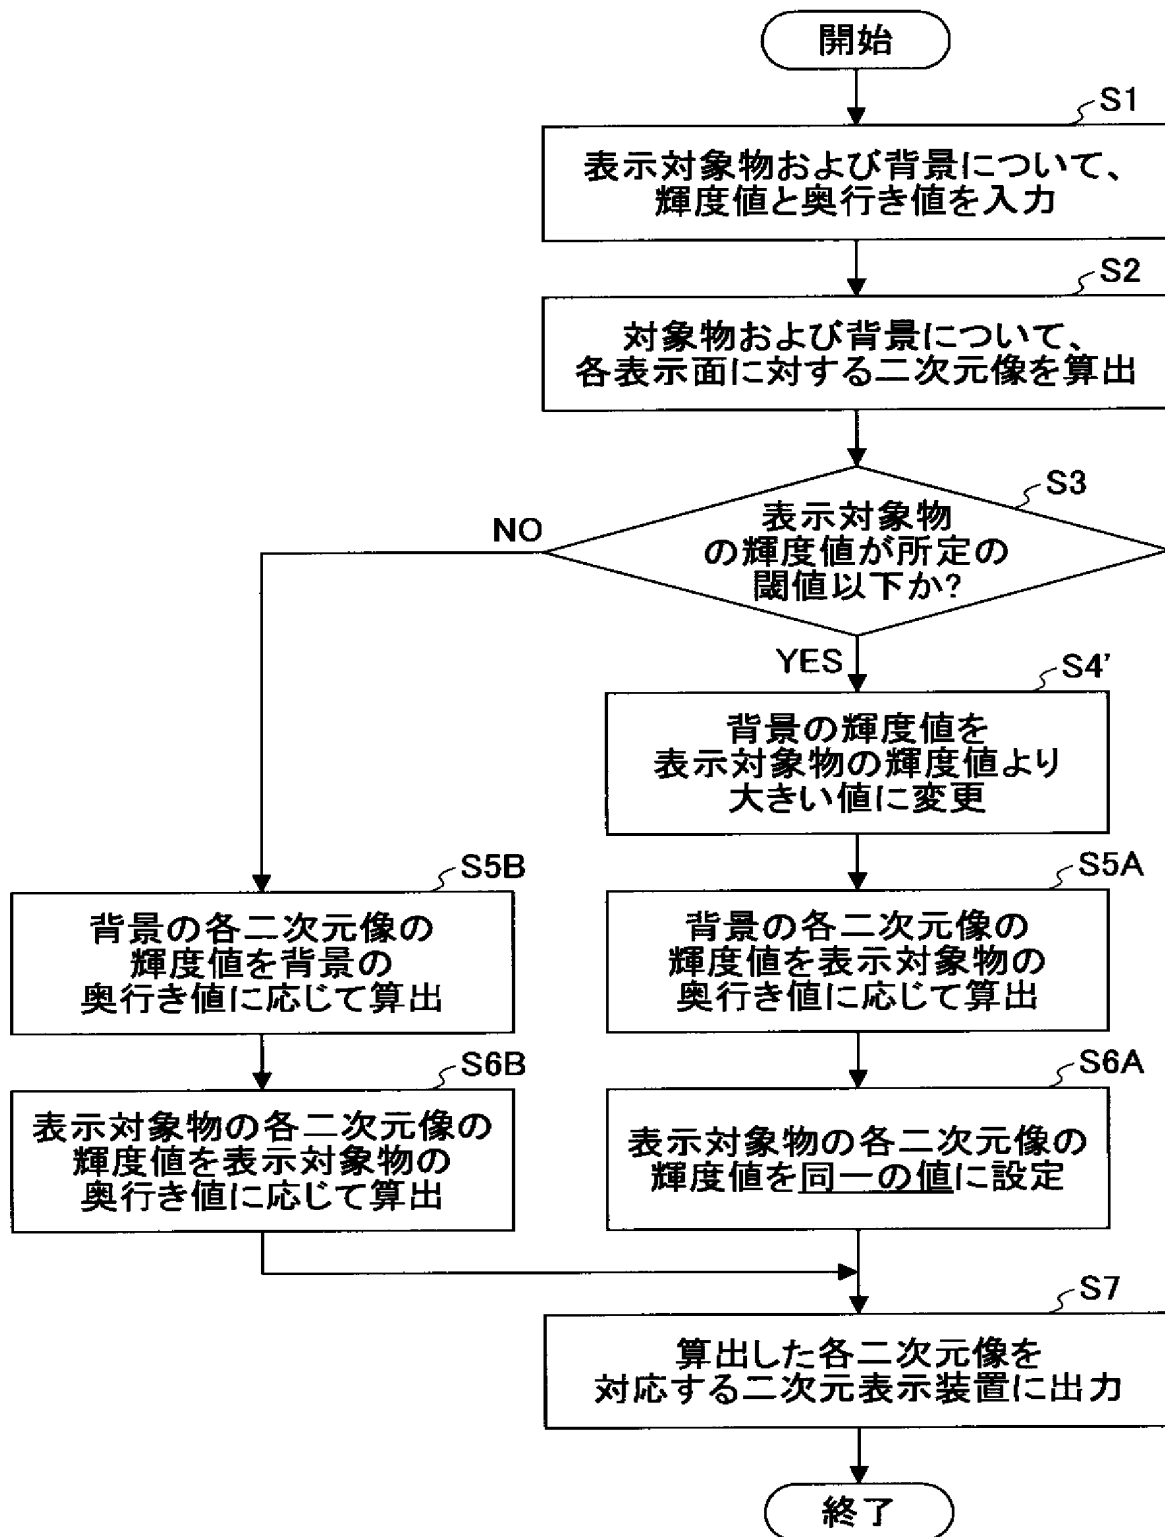 開始
S1
表示対象物および背景について、
輝度値と奥行き値を入力
S2
対象物および背景について、
各表示面に対する二次元像を算出
S3
表示対象物
の輝度値が所定の
閾値以下か?
NO
YES
S4’
背景の輝度値を
表示対象物の輝度値より
大きい値に変更
S5B
背景の各二次元像の
輝度値を背景の
奥行き値に応じて算出
S5A
背景の各二次元像の
輝度値を表示対象物の
奥行き値に応じて算出
S6B
表示対象物の各二次元像の
輝度値を表示対象物の
奥行き値に応じて算出
S6A
表示対象物の各二次元像の
輝度値を同一の値に設定
S7
算出した各二次元像を
対応する二次元表示装置に出力
終了